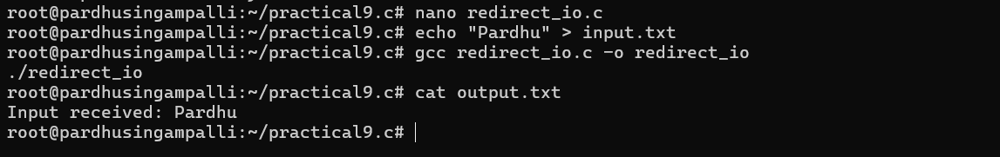 root@pardhusingampalli:~/practical9.c# nano redirect_io.c
root@pardhusingampalli:~/practical9.c# echo "Pardhu" > input.txt
root@pardhusingampalli:~/practical9.c# gcc redirect_io.c -o redirect_io
./redirect_io
root@pardhusingampalli:~/practical9.c# cat output.txt
Input received: Pardhu
root@pardhusingampalli:~/practical9.c#